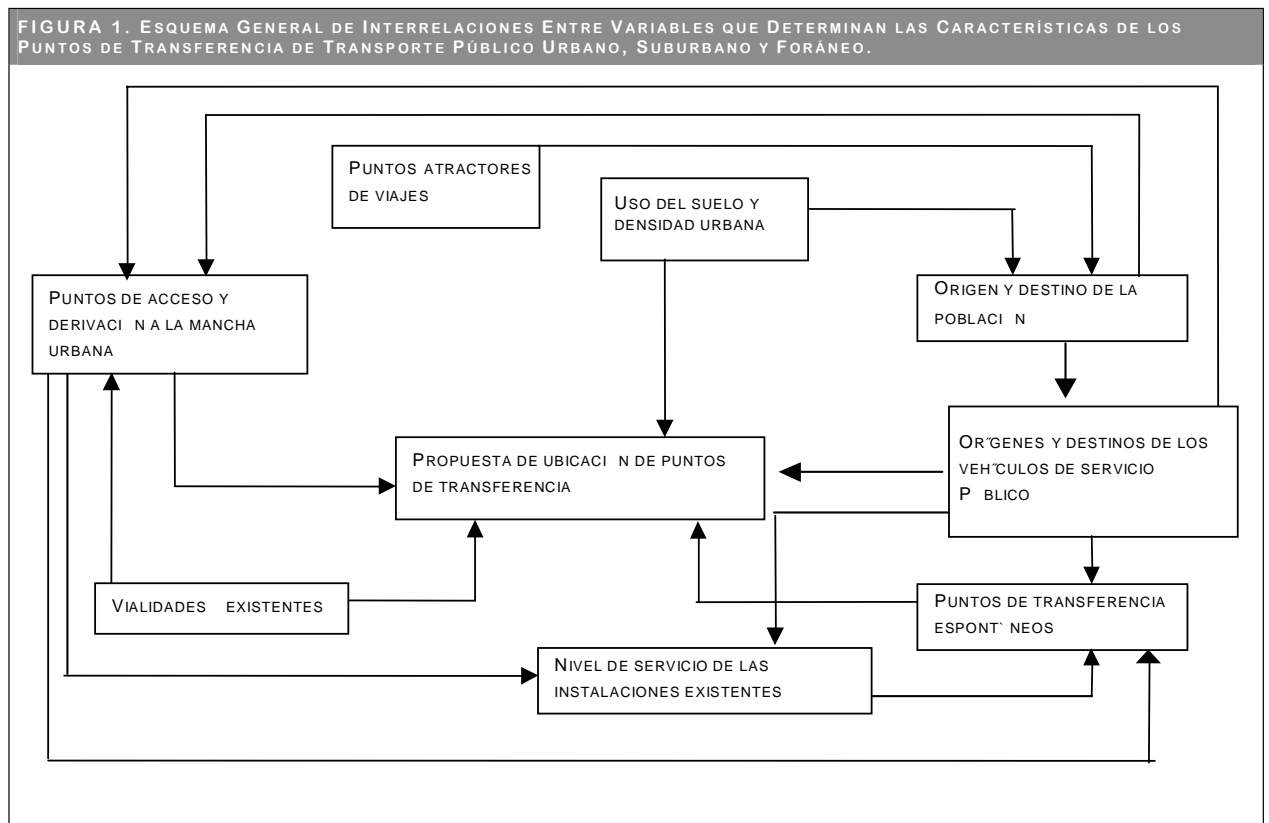 FIGURA 1. ESQUEMA GENERAL DE INTERRELACIONES ENTRE VARIABLES QUE DETERMINAN LAS CARACTERÍSTICAS DE LOS
PUNTOS DE TRANSFERENCIA DE TRANSPORTE PÚBLICO URBANO, SUBURBANO Y FORÁNEO.
PUNTOS ATRACTORES
DE VIAJES
USO DEL SUELO Y
DENSIDAD URBANA
PUNTOS DE ACCESO Y
DERIVACI N A LA MANCHA
URBANA
ORIGEN Y DESTINO DE LA
POBLACI N
PROPUESTA DE UBICACI N DE PUNTOS
DE TRANSFERENCIA
OR˝GENES Y DESTINOS DE LOS
VEH˝CULOS DE SERVICIO
P BLICO
VIALIDADES EXISTENTES
PUNTOS DE TRANSFERENCIA
ESPONT` NEOS
NIVEL DE SERVICIO DE LAS
INSTALACIONES EXISTENTES